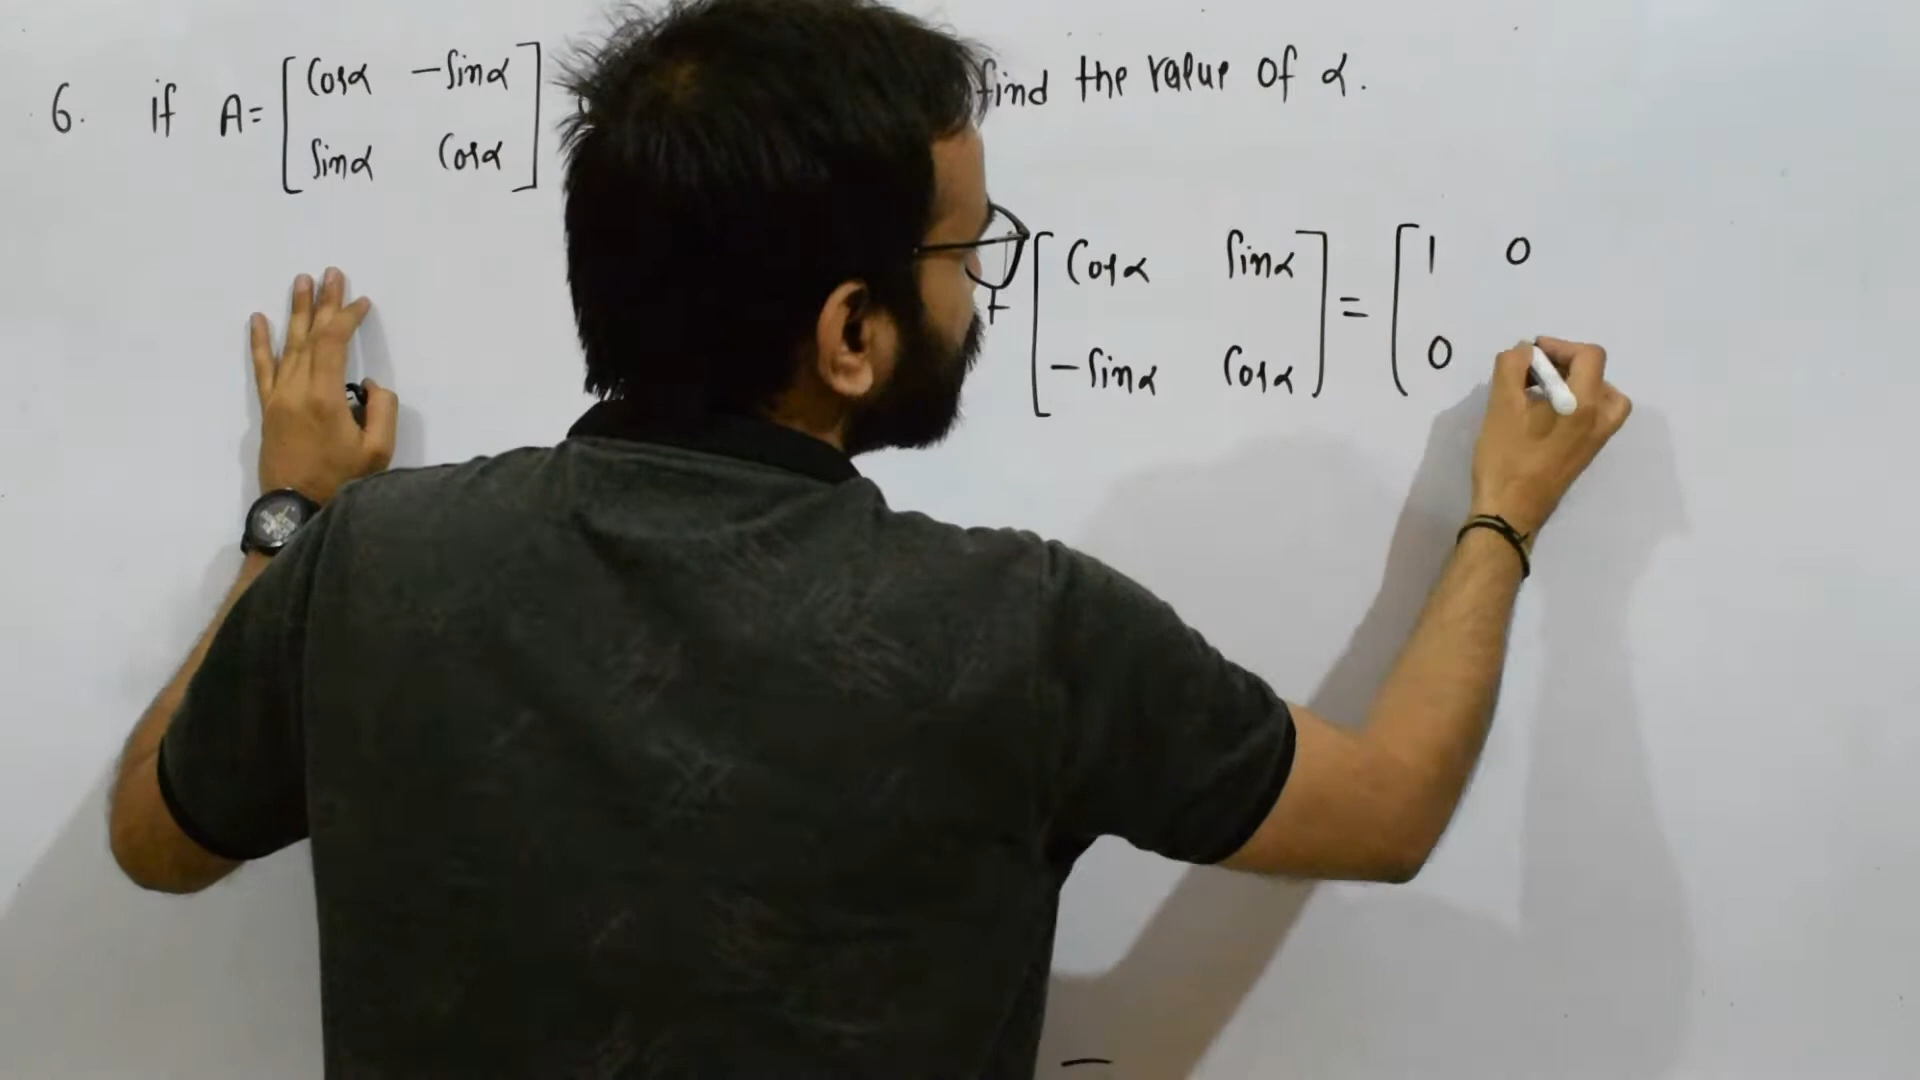 6. If A = [ Cosα -Sinα find the value of α.
Sinα Cosα ]
+ [ Cosα Sinα ] = [ 1 0
-Sinα Cosα 0